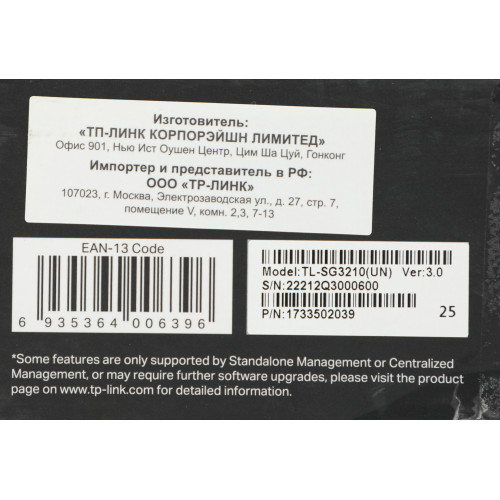 Изготовитель:
«ТП-ЛИНК КОРПОРЭЙШН ЛИМИТЕД»
Офис 901, Нью Ист Оушен Центр, Цим Ша Цуй, Гонконг
Импортер и представитель в РФ:
ООО «ТР-ЛИНК»
107023, г. Москва, Электрозаводская ул., д. 27, стр. 7,
помещение V, комн. 2,3, 7-13
EAN-13 Code
6 935364 006396
Model:TL-SG3210(UN) Ver:3.0
S/N:22212Q3000600
P/N:1733502039
25
*Some features are only supported by Standalone Management or Centralized
Management, or may require further software upgrades, please visit the product
page on www.tp-link.com for detailed information.